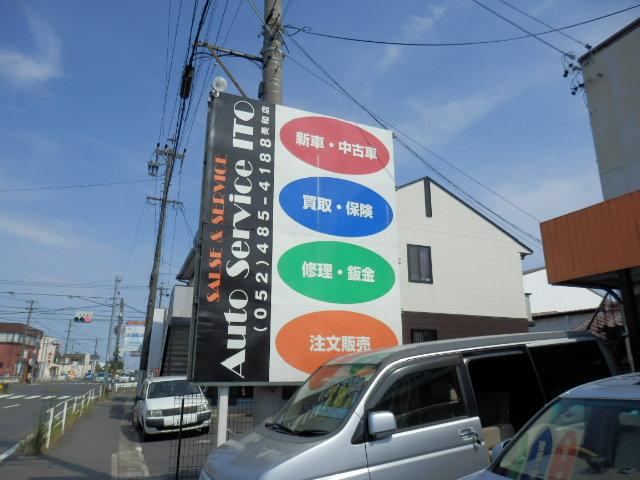 SALSE & SERVICE
Auto Service ITO
(052)485-4188
新車・中古車
買取・保険
修理・鈑金
注文販売